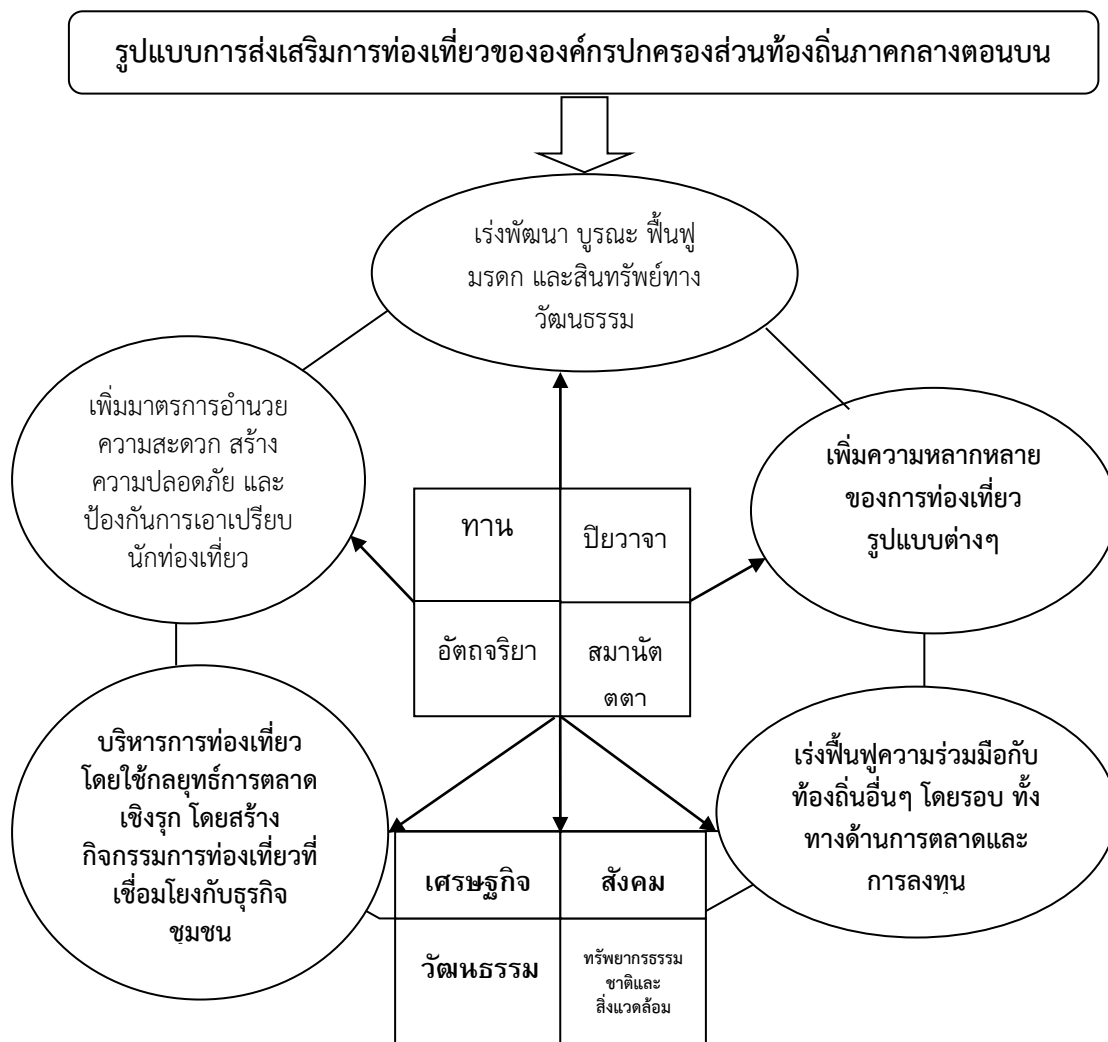 รูปแบบการส่งเสริมการท่องเที่ยวขององค์กรปกครองส่วนท้องถิ่นภาคกลางตอนบน
เร่งพัฒนา บูรณะ ฟื้นฟู
มรดก และสินทรัพย์ทาง
วัฒนธรรม
เพิ่มมาตรการอำนวย
ความสะดวก สร้าง
ความปลอดภัย และ
ป้องกันการเอาเปรียบ
นักท่องเที่ยว
เพิ่มความหลากหลาย
ของการท่องเที่ยว
รูปแบบต่างๆ
ทาน
ปิยวาจา
อัตถจริยา
สมานัต
ตตา
บริหารการท่องเที่ยว
โดยใช้กลยุทธ์การตลาด
เชิงรุก โดยสร้าง
กิจกรรมการท่องเที่ยวที่
เชื่อมโยงกับธุรกิจ
ชุมชน
เร่งฟื้นฟูความร่วมมือกับ
ท้องถิ่นอื่นๆ โดยรอบ ทั้ง
ทางด้านการตลาดและ
การลงทุน
เศรษฐกิจ
สังคม
วัฒนธรรม
ทรัพยากรธรรม
ชาติและ
สิ่งแวดล้อม